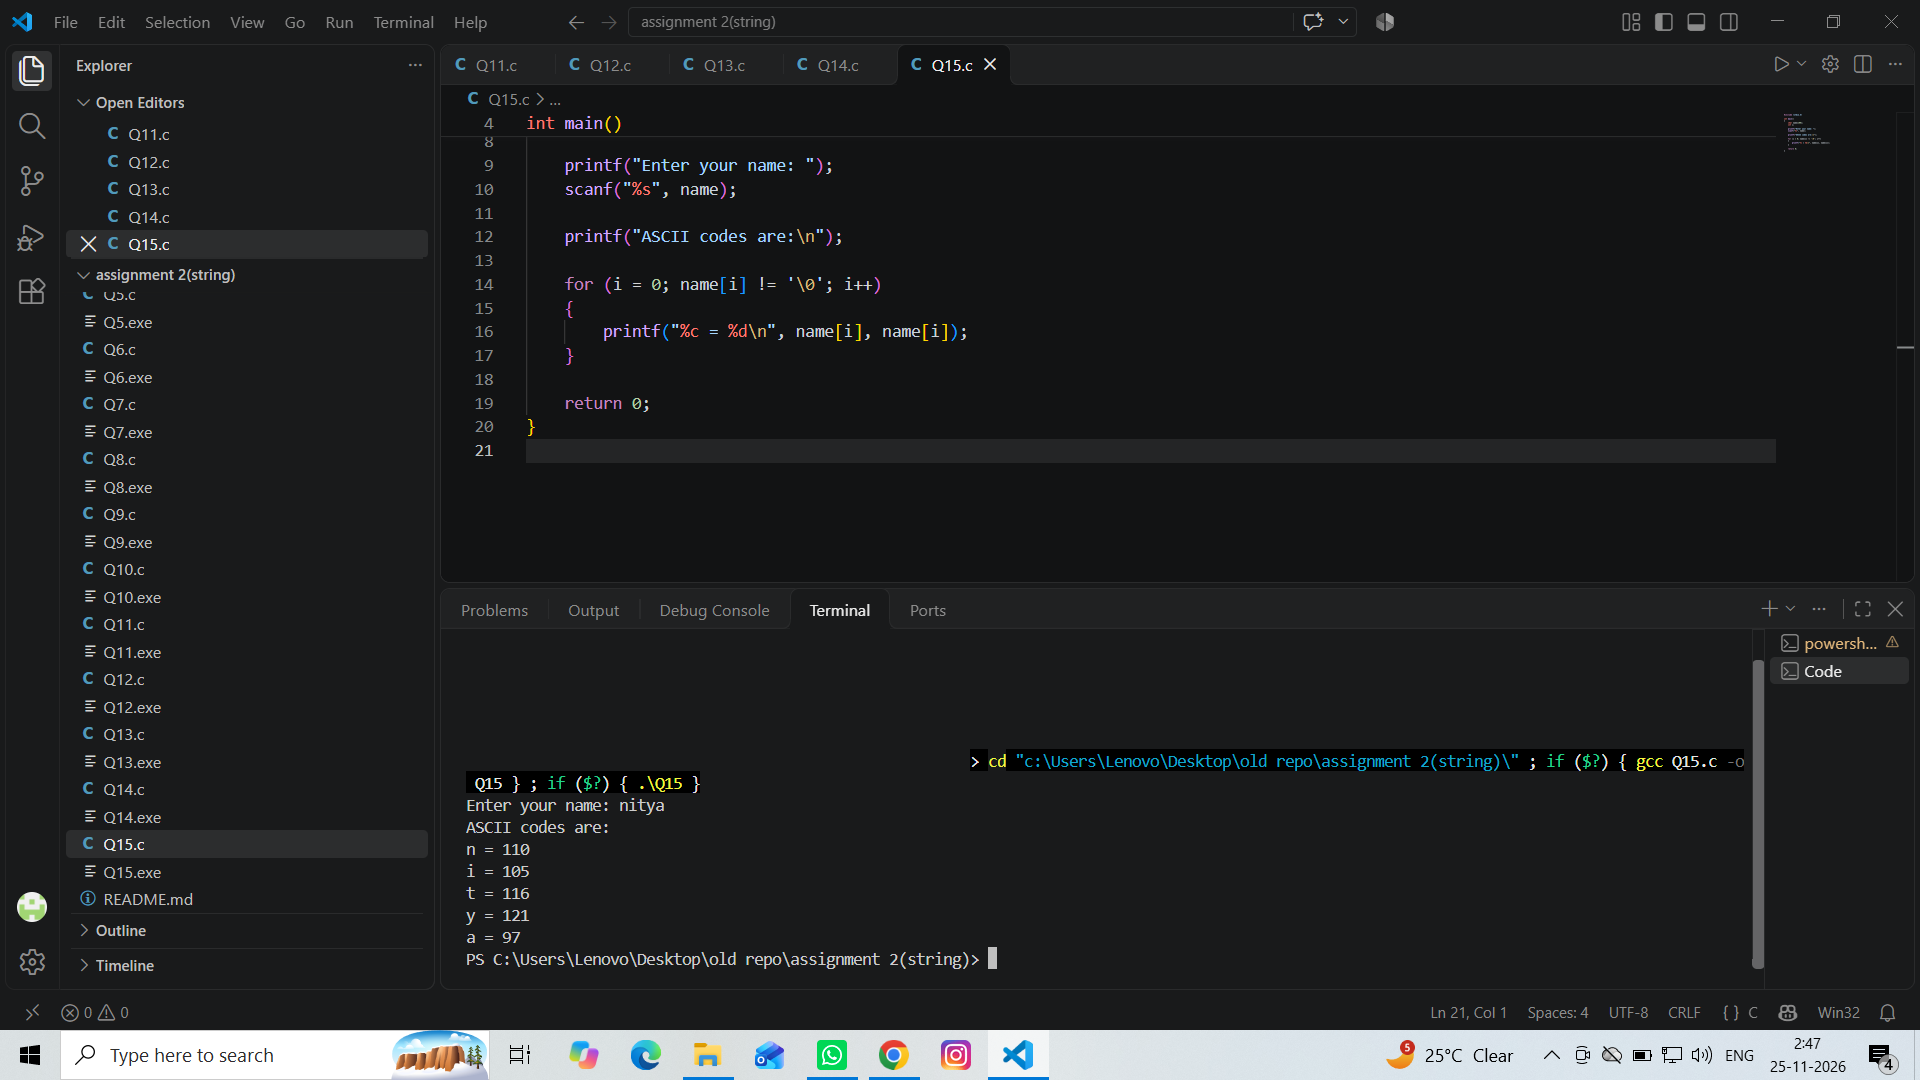 File Edit Selection View Go Run Terminal Help
assignment 2(string)
Explorer
Open Editors
C Q11.c
C Q12.c
C Q13.c
C Q14.c
C Q15.c
assignment 2(string)
C Q5.c
Q5.exe
C Q6.c
Q6.exe
C Q7.c
Q7.exe
C Q8.c
Q8.exe
C Q9.c
Q9.exe
C Q10.c
Q10.exe
C Q11.c
Q11.exe
C Q12.c
Q12.exe
C Q13.c
Q13.exe
C Q14.c
Q14.exe
C Q15.c
Q15.exe
README.md
Outline
Timeline
C Q11.c C Q12.c C Q13.c C Q14.c C Q15.c
C Q15.c > ...
4 int main()
8
9 printf("Enter your name: ");
10 scanf("%s", name);
11
12 printf("ASCII codes are:\n");
13
14 for (i = 0; name[i] != '\0'; i++)
15 {
16 printf("%c = %d\n", name[i], name[i]);
17 }
18
19 return 0;
20 }
21
Problems Output Debug Console Terminal Ports
powersh...
Code
> cd "c:\Users\Lenovo\Desktop\old repo\assignment 2(string)\" ; if ($?) { gcc Q15.c -o
Q15 } ; if ($?) { .\Q15 }
Enter your name: nitya
ASCII codes are:
n = 110
i = 105
t = 116
y = 121
a = 97
PS C:\Users\Lenovo\Desktop\old repo\assignment 2(string)>
0 0 Ln 21, Col 1 Spaces: 4 UTF-8 CRLF {} C Win32
Type here to search
5 25°C Clear ENG
2:47
25-11-2026
4